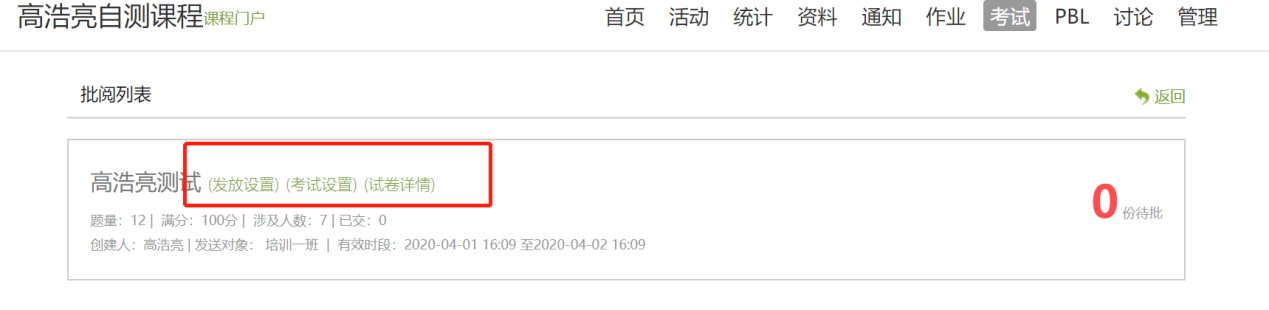 高浩亮自测课程课程门户 首页 活动 统计 资料 通知 作业 考试 PBL 讨论 管理
批阅列表 返回
高浩亮测试 (发放设置) (考试设置) (试卷详情)
题量：12 | 满分：100分 | 涉及人数：7 | 已交：0
0 份待批
创建人：高浩亮 | 发送对象： 培训一班 | 有效时段：2020-04-01 16:09 至2020-04-02 16:09